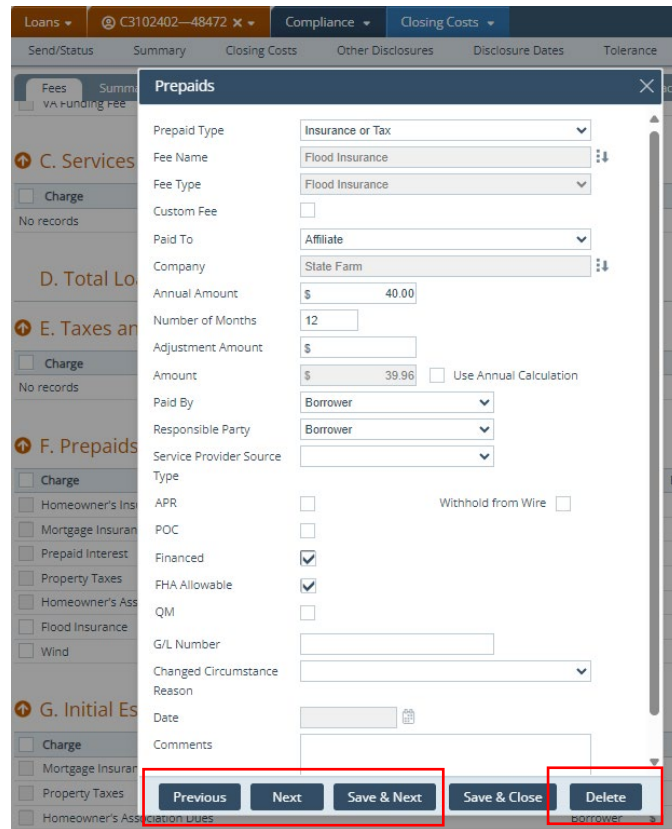 Loans C3102402—48472 x Compliance Closing Costs
Send/Status Summary Closing Costs Other Disclosures Disclosure Dates Tolerance
Fees Summa
VA Funding Fee
C. Services
Charge
No records
D. Total Lo
E. Taxes an
Charge
No records
F. Prepaids
Charge
Homeowner's Insu
Mortgage Insuran
Prepaid Interest
Property Taxes
Homeowner's Ass
Flood Insurance
Wind
G. Initial Es
Charge
Mortgage Insuran
Property Taxes
Homeowner's Association Dues Borrower $
Prepaids
Prepaid Type Insurance or Tax
Fee Name Flood Insurance
Fee Type Flood Insurance
Custom Fee
Paid To Affiliate
Company State Farm
Annual Amount $ 40.00
Number of Months 12
Adjustment Amount $
Amount $ 39.96 Use Annual Calculation
Paid By Borrower
Responsible Party Borrower
Service Provider Source
Type
APR Withhold from Wire
POC
Financed
FHA Allowable
QM
G/L Number
Changed Circumstance
Reason
Date
Comments
Previous Next Save & Next Save & Close Delete